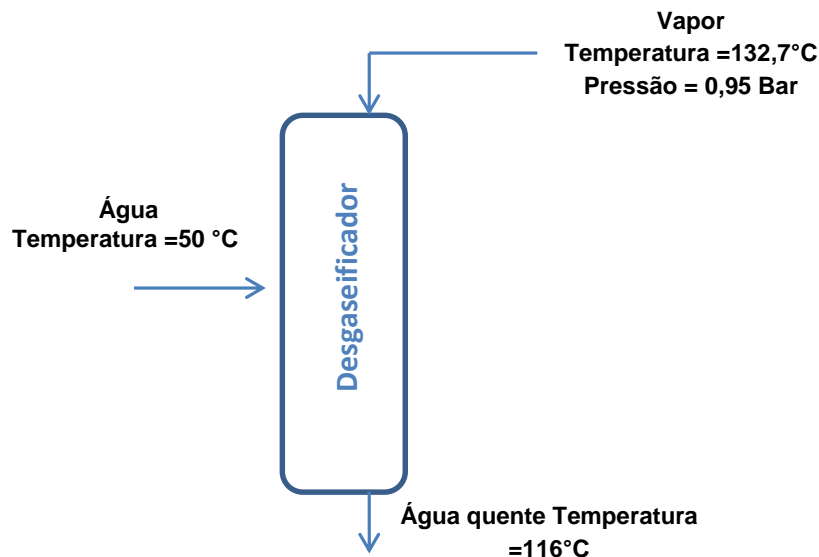 Vapor
Temperatura =132,7°C
Pressão = 0,95 Bar
Água
Temperatura =50 °C
Desgaseificador
Água quente Temperatura
=116°C